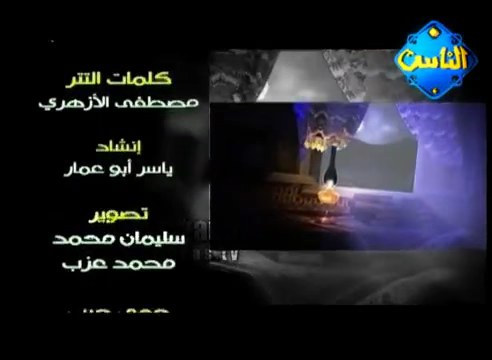 الناس
كلمات التتر
مصطفى الأزهري
إنشاد
ياسر أبو عمار
تصوير
سليمان محمد
محمد عزب